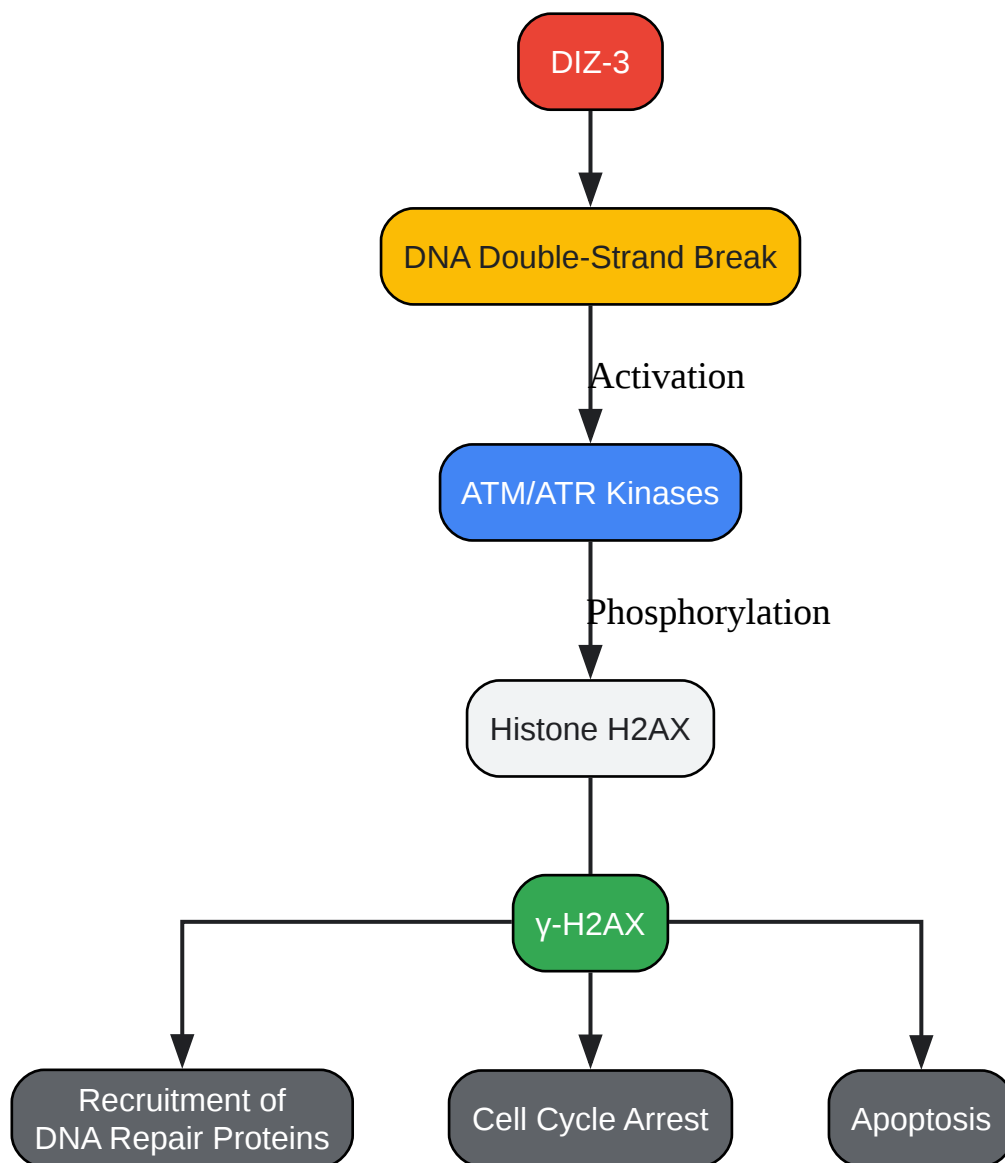 DIZ-3
DNA Double-Strand Break
Activation
ATM/ATR Kinases
Phosphorylation
Histone H2AX
γ-H2AX
Recruitment of
DNA Repair Proteins
Cell Cycle Arrest
Apoptosis